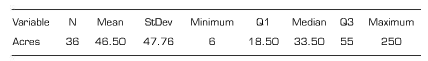 Variable N Mean StDev Minimum Q1 Median Q3 Maximum
Acres 36 46.50 47.76 6 18.50 33.50 55 250